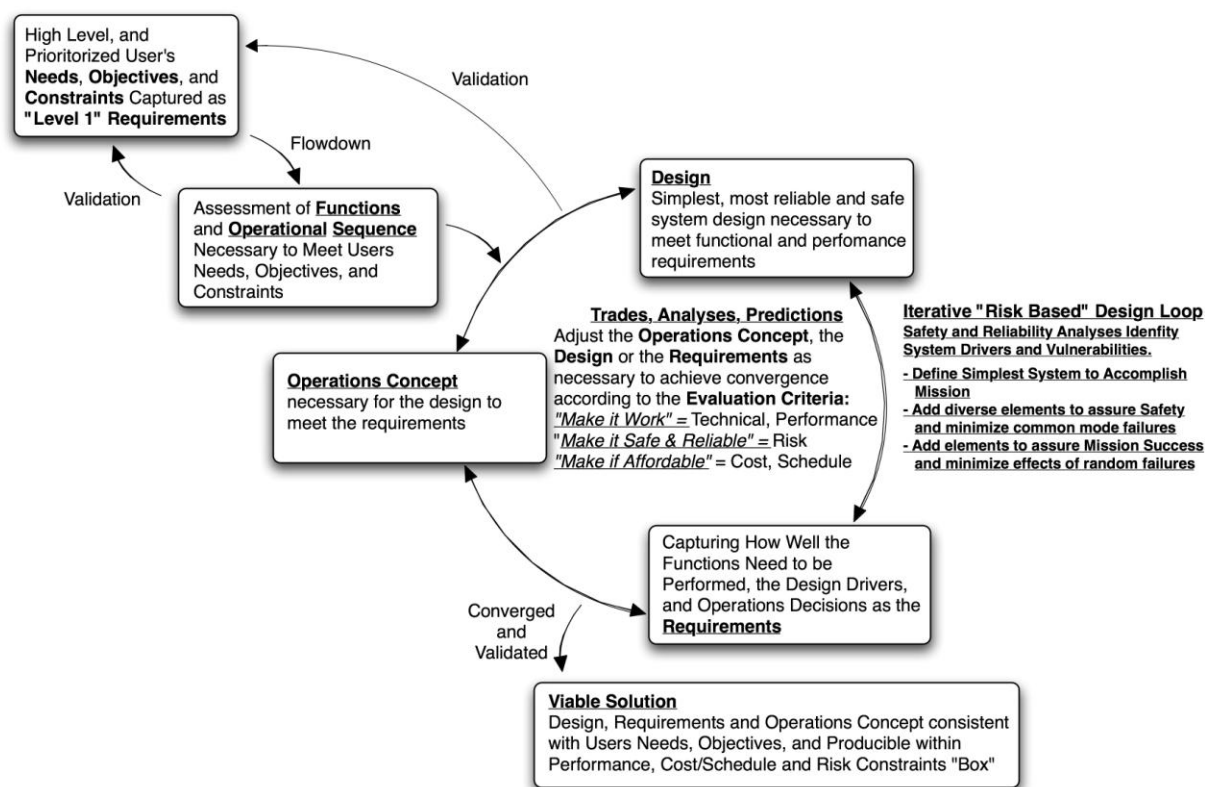 High Level, and
Prioritized User's
Needs, Objectives, and
Constraints Captured as
"Level 1" Requirements
Validation
Flowdown
Validation
Assessment of Functions
and Operational Sequence
Necessary to Meet Users
Needs, Objectives, and
Constraints
Design
Simplest, most reliable and safe
system design necessary to
meet functional and perfomance
requirements
Operations Concept
necessary for the design to
meet the requirements
Trades, Analyses, Predictions
Adjust the Operations Concept, the
Design or the Requirements as
necessary to achieve convergence
according to the Evaluation Criteria:
"Make it Work" = Technical, Performance
"Make it Safe & Reliable" = Risk
"Make if Affordable" = Cost, Schedule
Iterative "Risk Based" Design Loop
Safety and Reliability Analyses Idenfity
System Drivers and Vulnerabilities.
- Define Simplest System to Accomplish
Mission
- Add diverse elements to assure Safety
and minimize common mode failures
- Add elements to assure Mission Success
and minimize effects of random failures
Capturing How Well the
Functions Need to be
Performed, the Design Drivers,
and Operations Decisions as the
Requirements
Converged
and
Validated
Viable Solution
Design, Requirements and Operations Concept consistent
with Users Needs, Objectives, and Producible within
Performance, Cost/Schedule and Risk Constraints "Box"